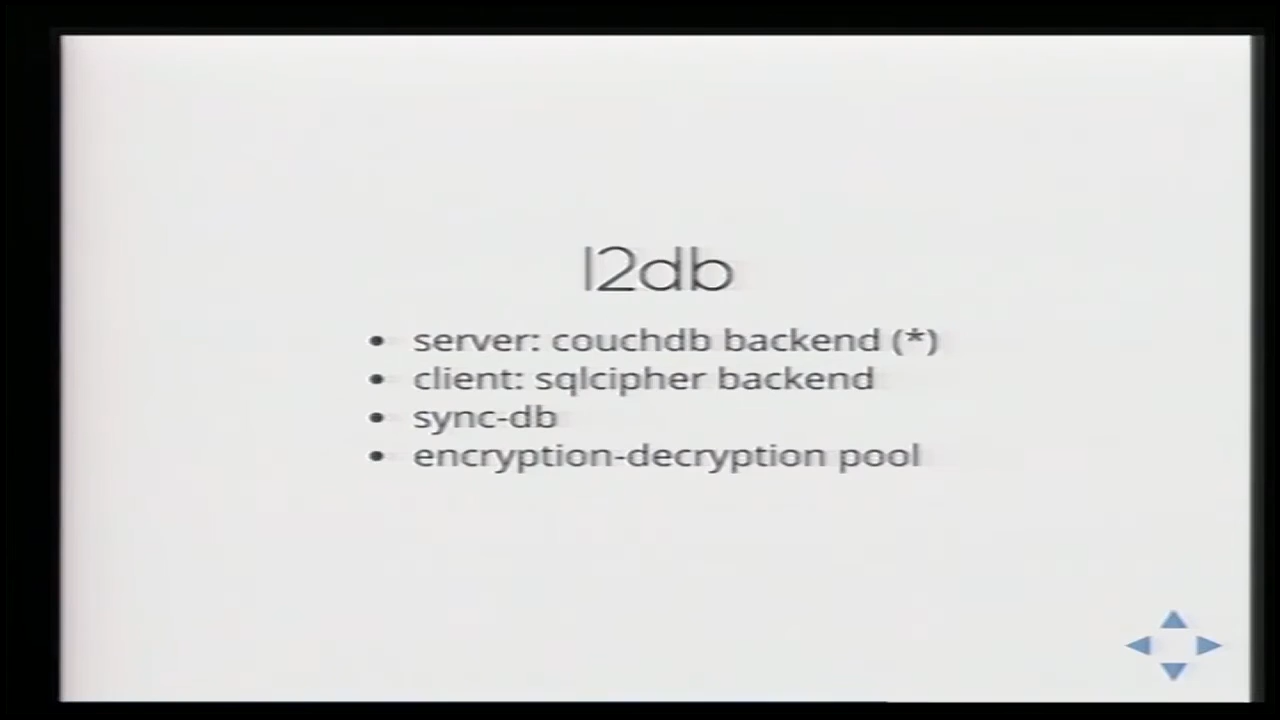 l2db
server: couchdb backend (*)
client: sqlcipher backend
sync-db
encryption-decryption pool